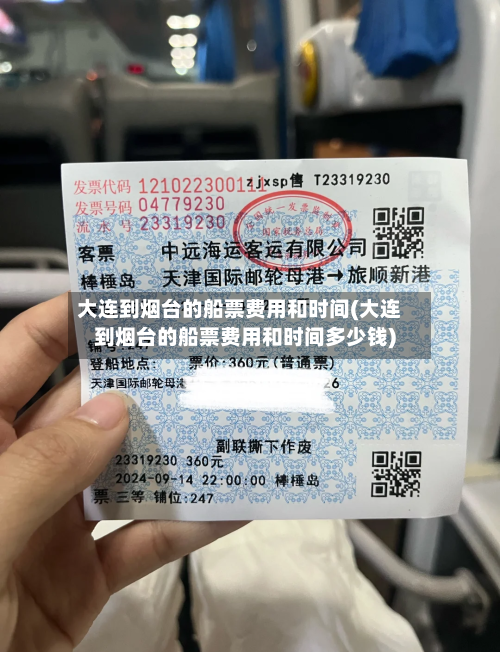 发票代码 121022300111
zjxsp售 T23319230
发票号码 04779230
流水号 23319230
客票 中远海运客运有限公司
棒棰岛 天津国际邮轮母港→旅顺新港
大连到烟台的船票费用和时间(大连
到烟台的船票费用和时间多少钱)
登船地点: 票价:360元(普通票)
天津国际邮轮母港
26
副联撕下作废
23319230 360元
2024-09-14 22:00:00 棒棰岛
票 三等 铺位:247